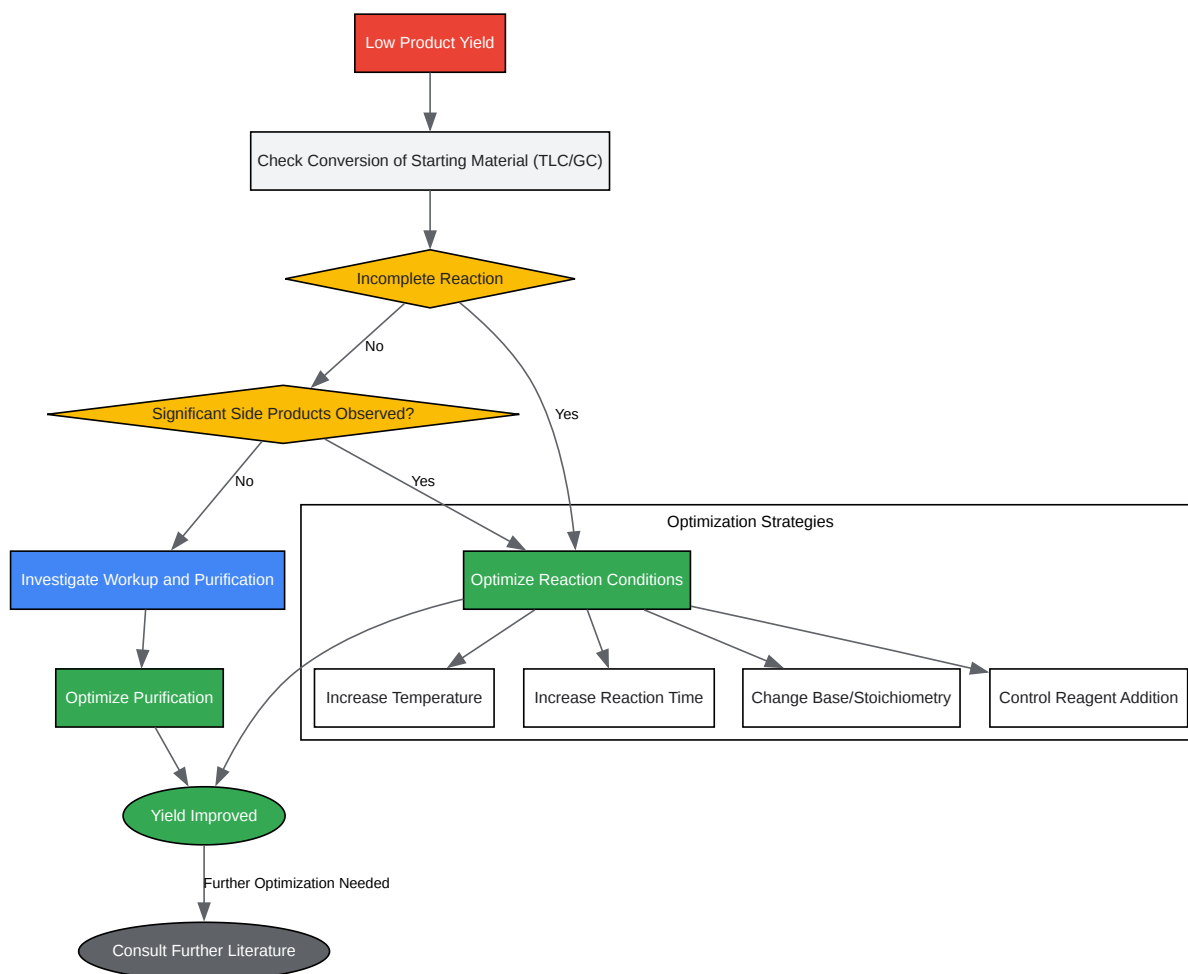 Low Product Yield
Check Conversion of Starting Material (TLC/GC)
Incomplete Reaction
No
Significant Side Products Observed?
Yes
No
Yes
Optimization Strategies
Investigate Workup and Purification
Optimize Reaction Conditions
Optimize Purification
Increase Temperature
Increase Reaction Time
Change Base/Stoichiometry
Control Reagent Addition
Yield Improved
Further Optimization Needed
Consult Further Literature